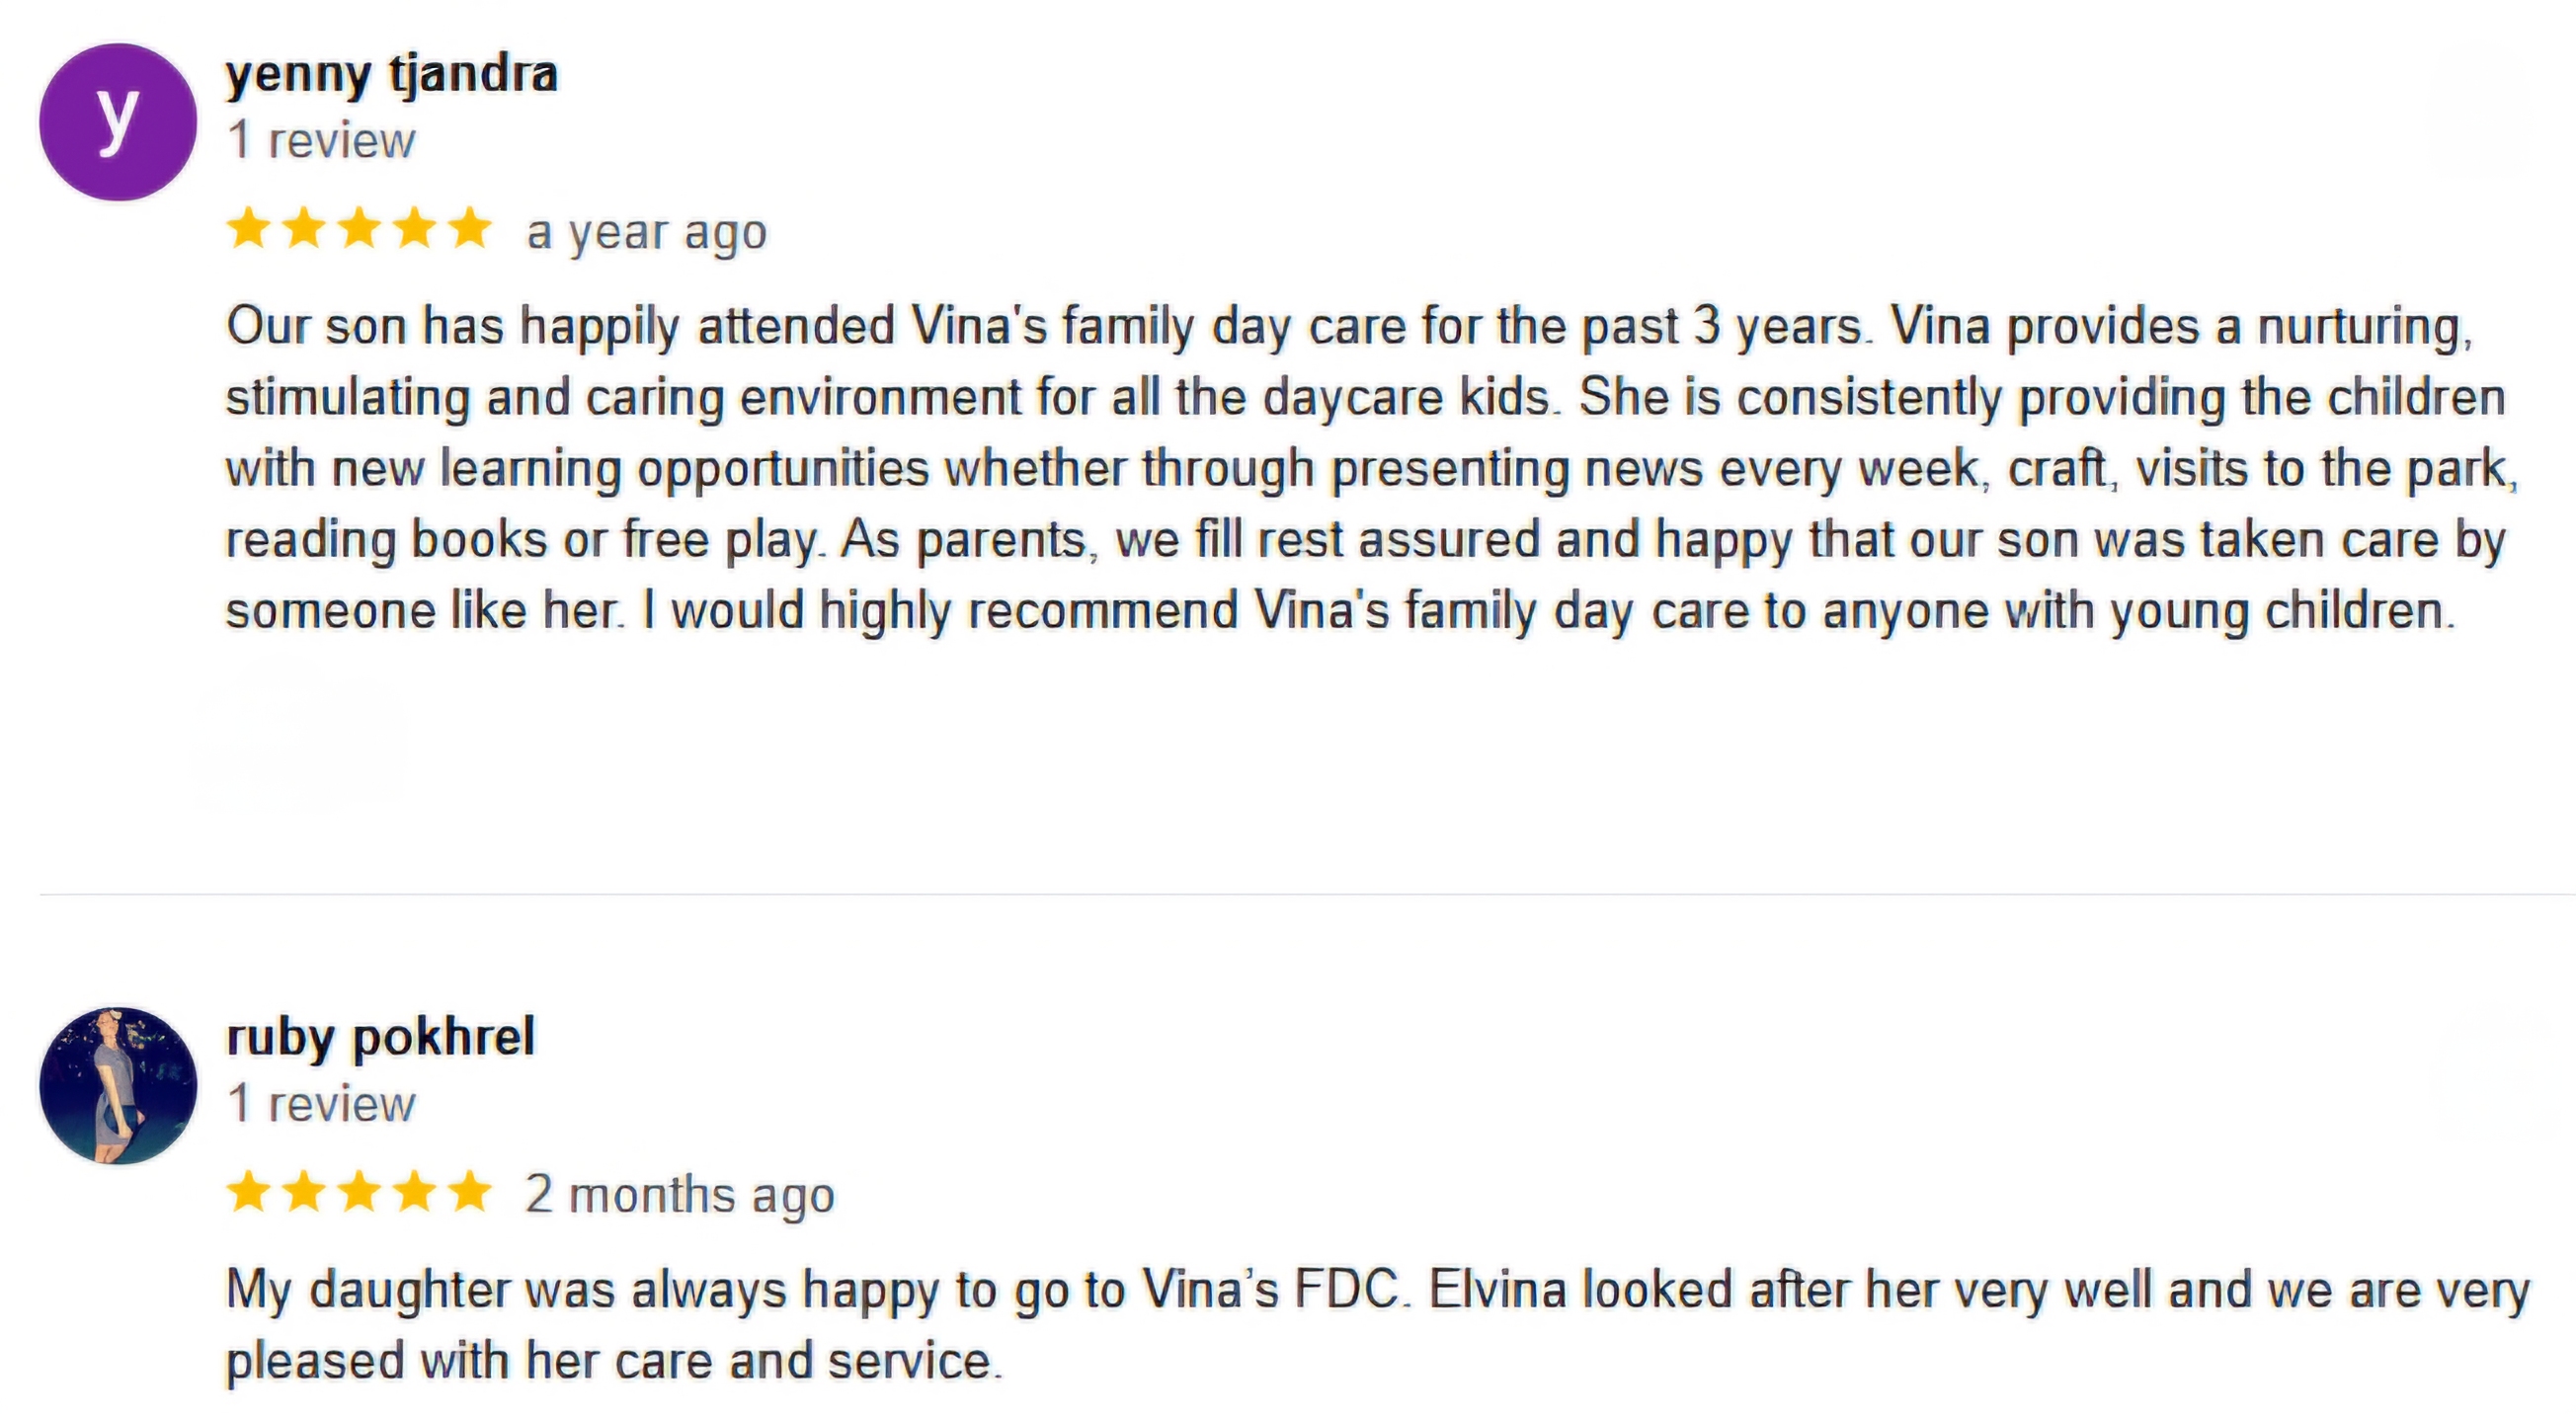 y
yenny tjandra
1 review
a year ago
Our son has happily attended Vina's family day care for the past 3 years. Vina provides a nurturing,
stimulating and caring environment for all the daycare kids. She is consistently providing the children
with new learning opportunities whether through presenting news every week, craft, visits to the park,
reading books or free play. As parents, we fill rest assured and happy that our son was taken care by
someone like her. I would highly recommend Vina's family day care to anyone with young children.
ruby pokhrel
1 review
2 months ago
My daughter was always happy to go to Vina’s FDC. Elvina looked after her very well and we are very
pleased with her care and service.